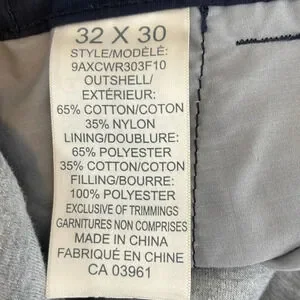 32 X 30
STYLE/MODÈLE:
9AXCWR303F10
OUTSHELL/
EXTÉRIEUR:
65% COTTON/COTON
35% NYLON
LINING/DOUBLURE:
65% POLYESTER
35% COTTON/COTON
FILLING/BOURRE:
100% POLYESTER
EXCLUSIVE OF TRIMMINGS
GARNITURES NON COMPRISES
MADE IN CHINA
FABRIQUÉ EN CHINE
CA 03961